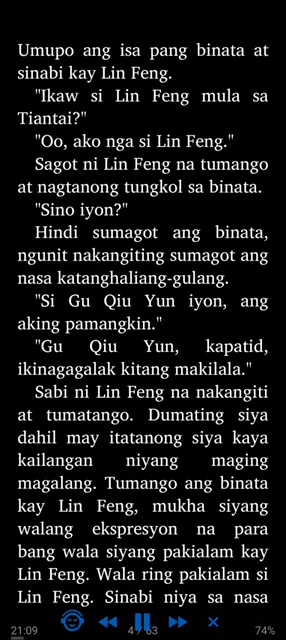 Umupo ang isa pang binata at
sinabi kay Lin Feng.
"Ikaw si Lin Feng mula sa
Tiantai?"
"Oo, ako nga si Lin Feng."
Sagot ni Lin Feng na tumango
at nagtanong tungkol sa binata.
"Sino iyon?"
Hindi sumagot ang binata,
ngunit nakangiting sumagot ang
nasa katanghaliang-gulang.
"Si Gu Qiu Yun iyon, ang
aking pamangkin."
"Gu Qiu Yun, kapatid,
ikinagagalak kitang makilala."
Sabi ni Lin Feng na nakangiti
at tumatango. Dumating siya
dahil may itatanong siya kaya
kailangan niyang maging
magalang. Tumango ang binata
kay Lin Feng, mukha siyang
walang ekspresyon na para
bang wala siyang pakialam kay
Lin Feng. Wala ring pakialam si
Lin Feng. Sinabi niya sa nasa
21:09 4 / 63 74%